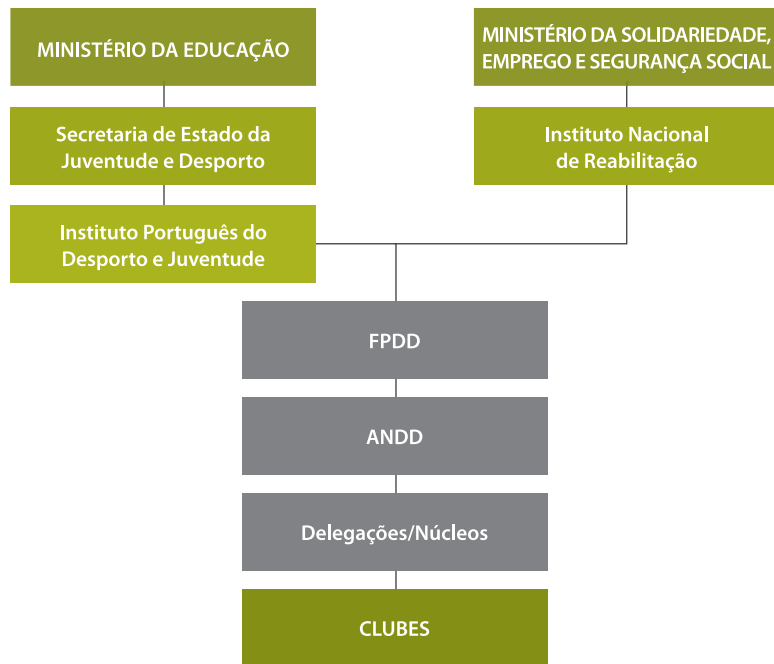 MINISTÉRIO DA EDUCAÇÃO
MINISTÉRIO DA SOLIDARIEDADE,
EMPREGO E SEGURANÇA SOCIAL
Secretaria de Estado da
Juventude e Desporto
Instituto Nacional
de Reabilitação
Instituto Português do
Desporto e Juventude
FPDD
ANDD
Delegações/Núcleos
CLUBES